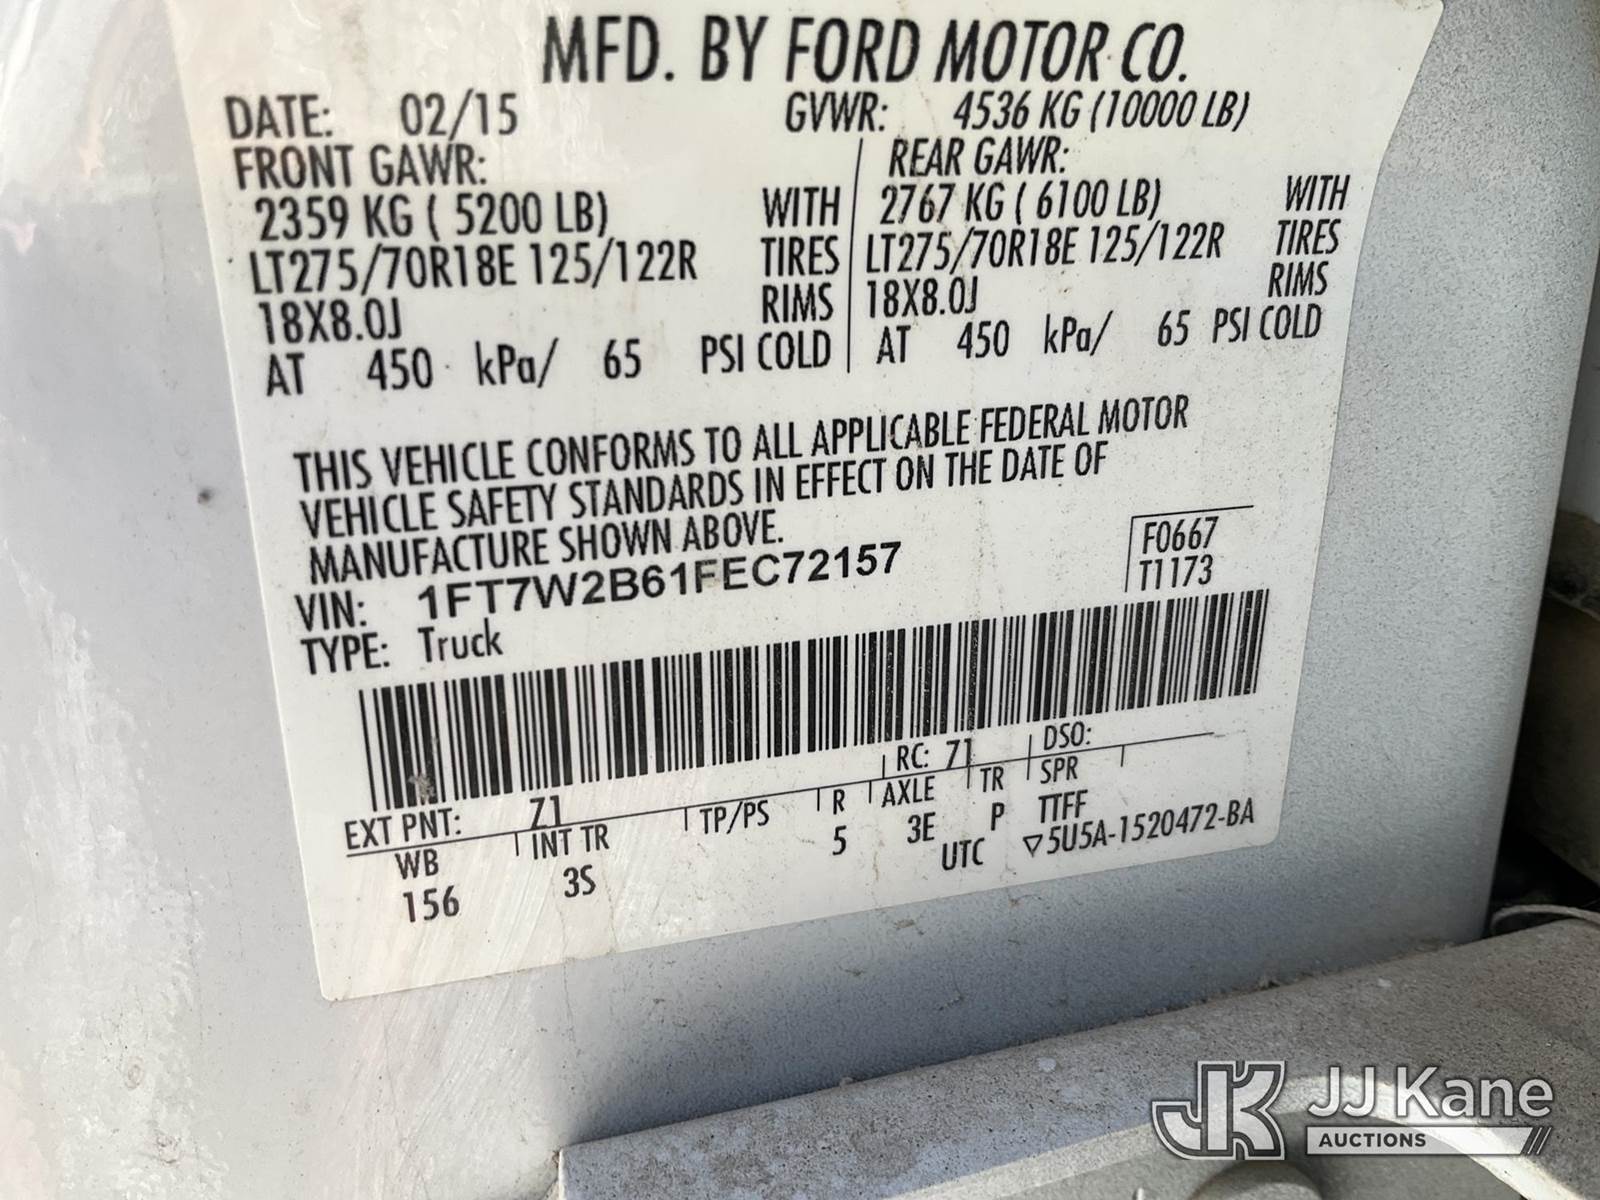 MFD. BY FORD MOTOR CO.
DATE: 02/15 GVWR: 4536 KG (10000 LB)
FRONT GAWR: REAR GAWR:
2359 KG ( 5200 LB) WITH 2767 KG ( 6100 LB) WITH
LT275/70R18E 125/122R TIRES LT275/70R18E 125/122R TIRES
18X8.0J RIMS 18X8.0J RIMS
AT 450 kPa/ 65 PSI COLD AT 450 kPa/ 65 PSI COLD
THIS VEHICLE CONFORMS TO ALL APPLICABLE FEDERAL MOTOR
VEHICLE SAFETY STANDARDS IN EFFECT ON THE DATE OF
MANUFACTURE SHOWN ABOVE.
VIN: 1FT7W2B61FEC72157 F0667
TYPE: Truck T1173
EXT PNT: Z1 RC: 71 DSO:
WB INT TR TP/PS R AXLE TR SPR
156 3S 5 3E P TTFF
UTC ▽5U5A-1520472-BA
JK JJ Kane
AUCTIONS